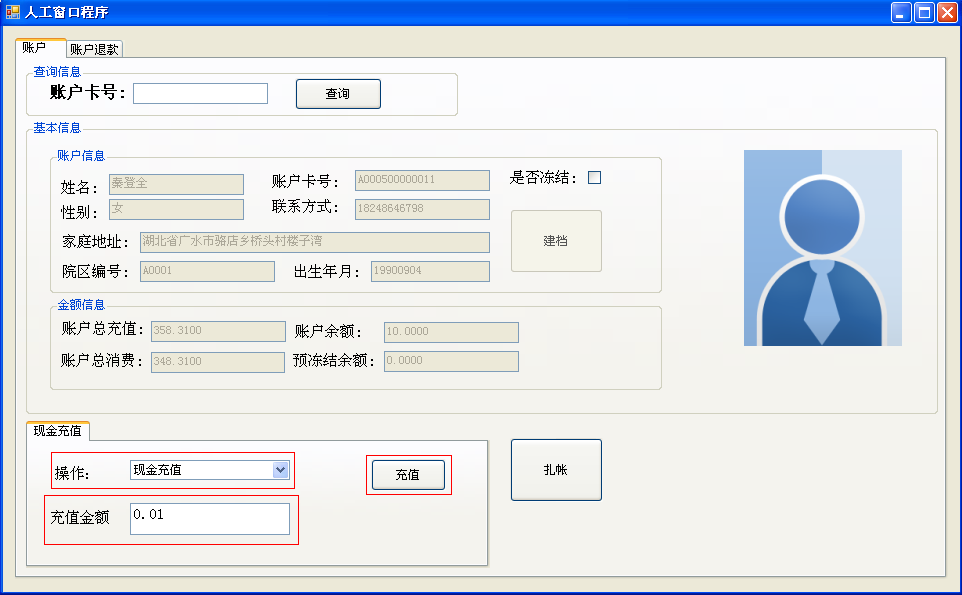 人工窗口程序
账户 账户退款
查询信息
账户卡号： 查询
基本信息
账户信息
姓名： 秦登全 账户卡号： A000500000011 是否冻结：
性别： 女 联系方式： 18248646798
家庭地址： 湖北省广水市骆店乡桥头村楼子湾 建档
院区编号： A0001 出生年月： 19900904
金额信息
账户总充值： 358.3100 账户余额： 10.0000
账户总消费： 348.3100 预冻结余额： 0.0000
现金充值
操作： 现金充值 充值 扎帐
充值金额 0.01